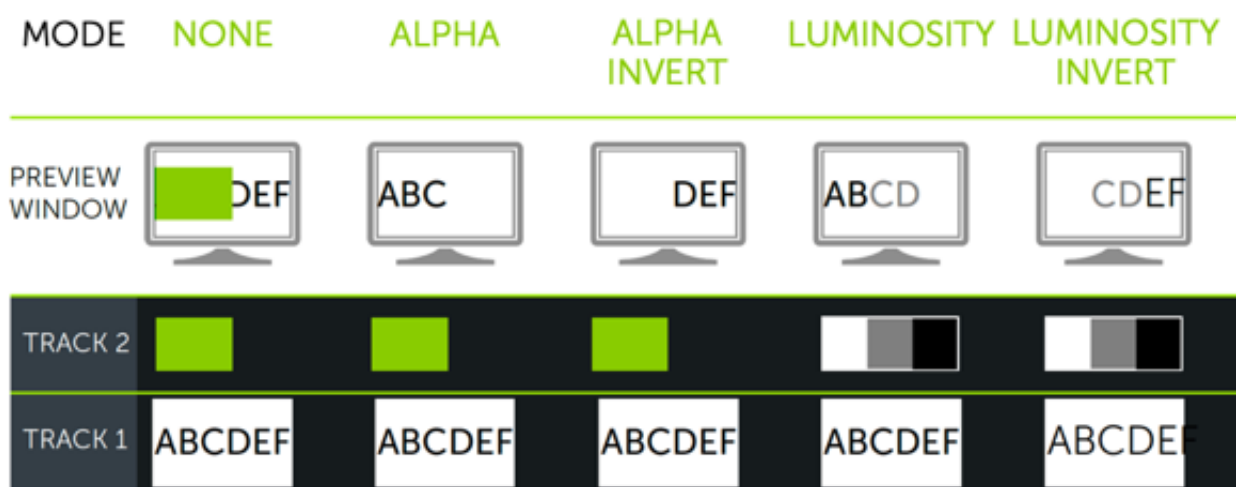 MODE NONE ALPHA ALPHA INVERT LUMINOSITY LUMINOSITY INVERT
PREVIEW WINDOW DEF ABC DEF ABCD CDEF
TRACK 2
TRACK 1 ABCDEF ABCDEF ABCDEF ABCDEF ABCDEF